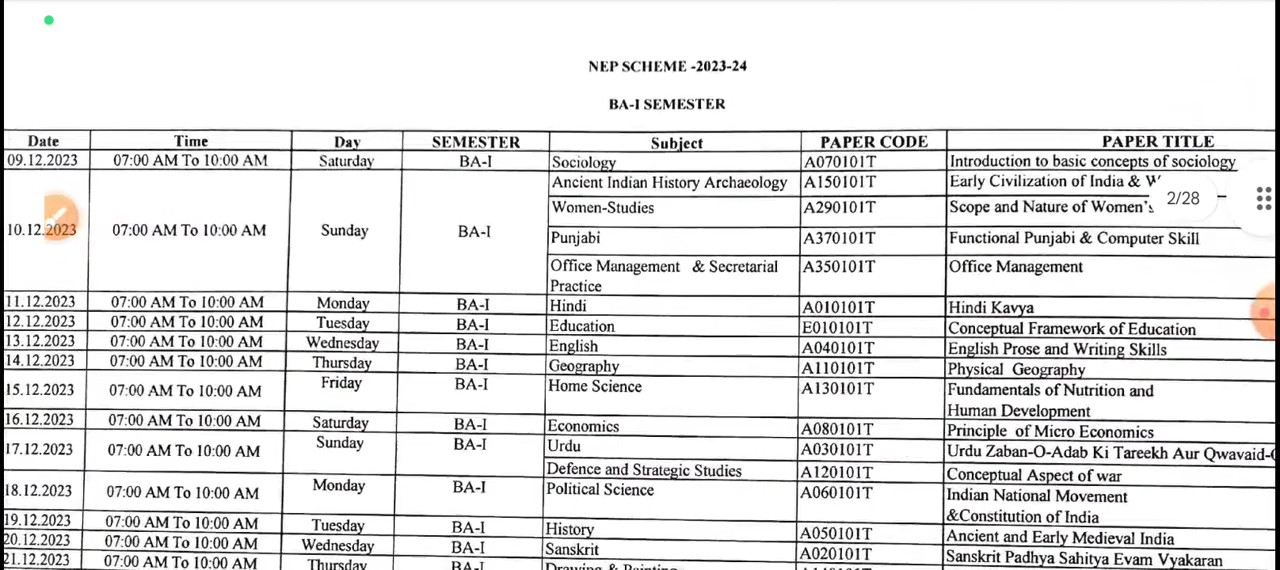 NEP SCHEME -2023-24
BA-I SEMESTER
Date Time Day SEMESTER Subject PAPER CODE PAPER TITLE
09.12.2023 07:00 AM To 10:00 AM Saturday BA-I Sociology A070101T Introduction to basic concepts of sociology
10.12.2023 07:00 AM To 10:00 AM Sunday BA-I Ancient Indian History Archaeology A150101T Early Civilization of India &
Women-Studies A290101T Scope and Nature of Women's
2/28
Punjabi A370101T Functional Punjabi & Computer Skill
Office Management & Secretarial Practice A350101T Office Management
11.12.2023 07:00 AM To 10:00 AM Monday BA-I Hindi A010101T Hindi Kavya
12.12.2023 07:00 AM To 10:00 AM Tuesday BA-I Education E010101T Conceptual Framework of Education
13.12.2023 07:00 AM To 10:00 AM Wednesday BA-I English A040101T English Prose and Writing Skills
14.12.2023 07:00 AM To 10:00 AM Thursday BA-I Geography A110101T Physical Geography
15.12.2023 07:00 AM To 10:00 AM Friday BA-I Home Science A130101T Fundamentals of Nutrition and
Human Development
16.12.2023 07:00 AM To 10:00 AM Saturday BA-I Economics A080101T Principle of Micro Economics
17.12.2023 07:00 AM To 10:00 AM Sunday BA-I Urdu A030101T Urdu Zaban-O-Adab Ki Tareekh Aur Qwavaid-
Defence and Strategic Studies A120101T Conceptual Aspect of war
18.12.2023 07:00 AM To 10:00 AM Monday BA-I Political Science A060101T Indian National Movement
&Constitution of India
19.12.2023 07:00 AM To 10:00 AM Tuesday BA-I History A050101T Ancient and Early Medieval India
20.12.2023 07:00 AM To 10:00 AM Wednesday BA-I Sanskrit A020101T Sanskrit Padhya Sahitya Evam Vyakaran
21.12.2023 07:00 AM To 10:00 AM Thursday BA-I Drawing & Painting